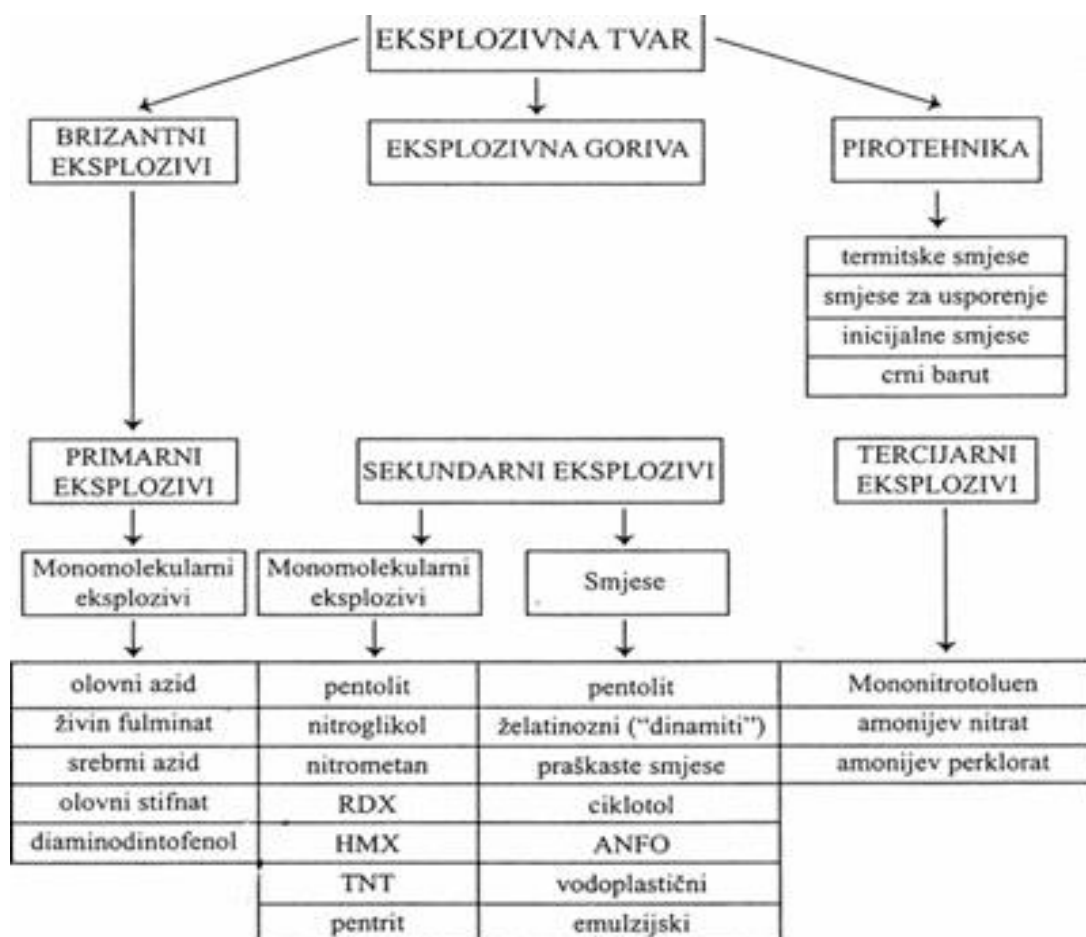 EKSPLOZIVNA TVAR
BRIZANTNI
EKSPLOZIVI
EKSPLOZIVNA GORIVA
PIROTEHNIKA
termitske smjese
smjese za usporenje
inicijalne smjese
crni barut
PRIMARNI
EKSPLOZIVI
SEKUNDARNI EKSPLOZIVI
TERCIJARNI
EKSPLOZIVI
Monomolekularni
eksplozivi
Monomolekularni
eksplozivi
Smjese
olovni azid
živin fulminat
srebrni azid
olovni stifnat
diaminodintofenol
pentolit
nitroglikol
nitrometan
RDX
HMX
TNT
pentrit
pentolit
želatinozni (“dinamiti”)
praškaste smjese
ciklotol
ANFO
vodoplastični
emulzijski
Mononitrotoluen
amonijev nitrat
amonijev perklorat